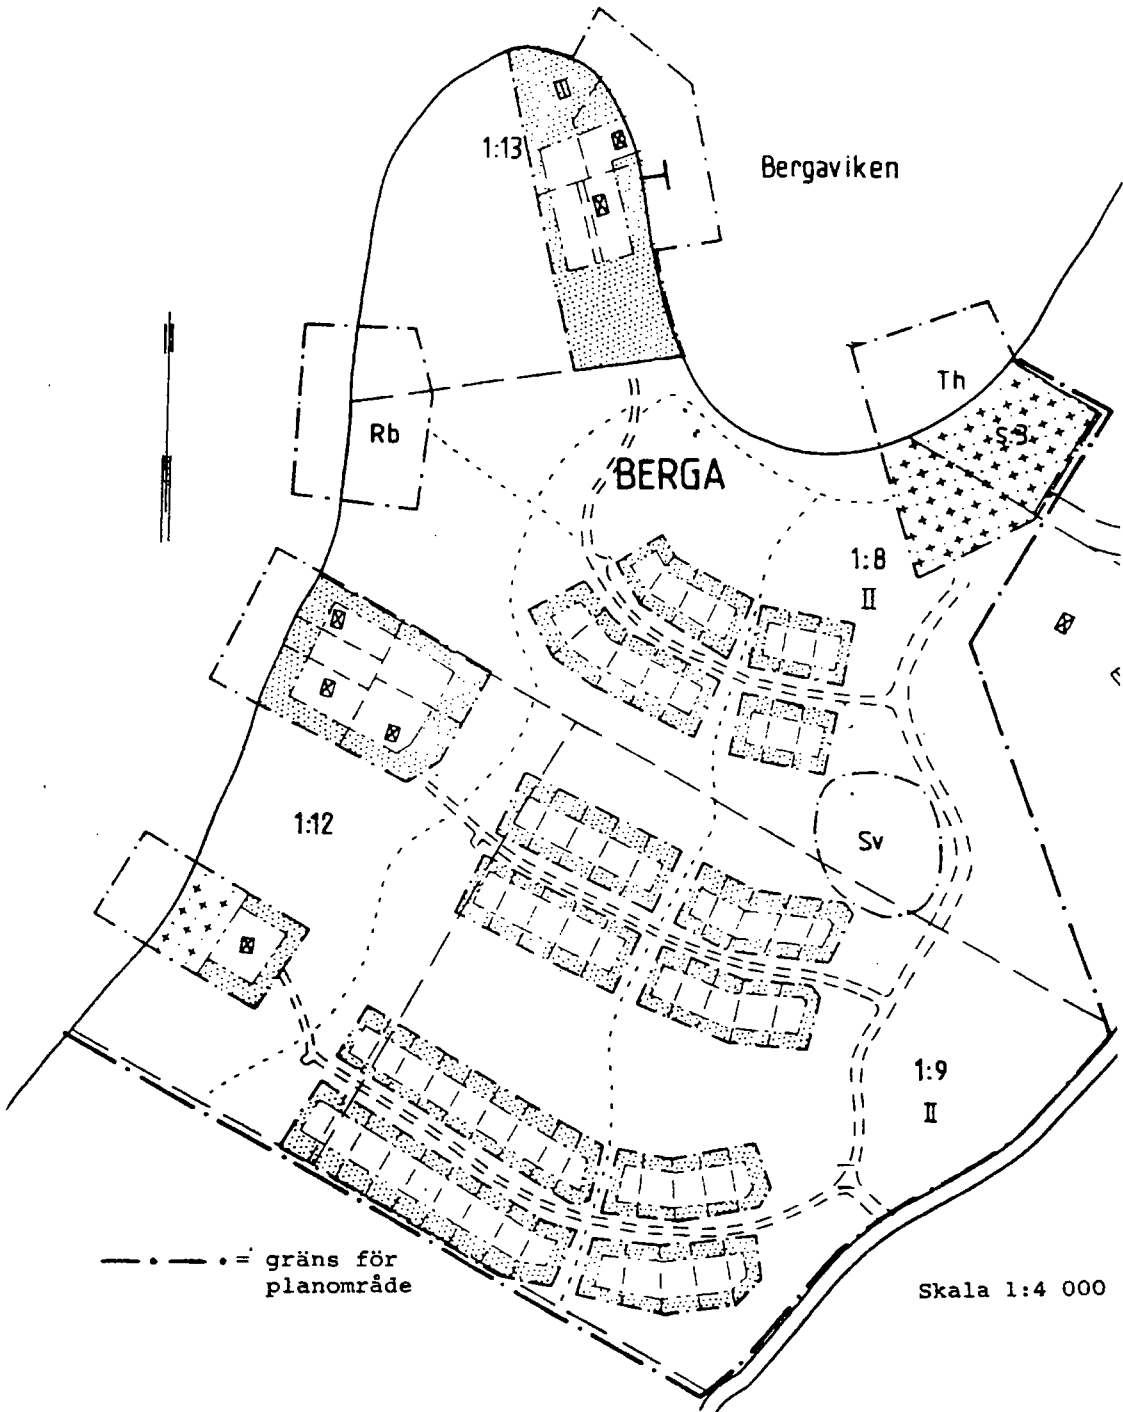 1:13
Bergaviken
Th
Rb
s.3
BERGA
1:8
II
1:12
Sv
1:9
II
= gräns för
planområde
Skala 1:4 000